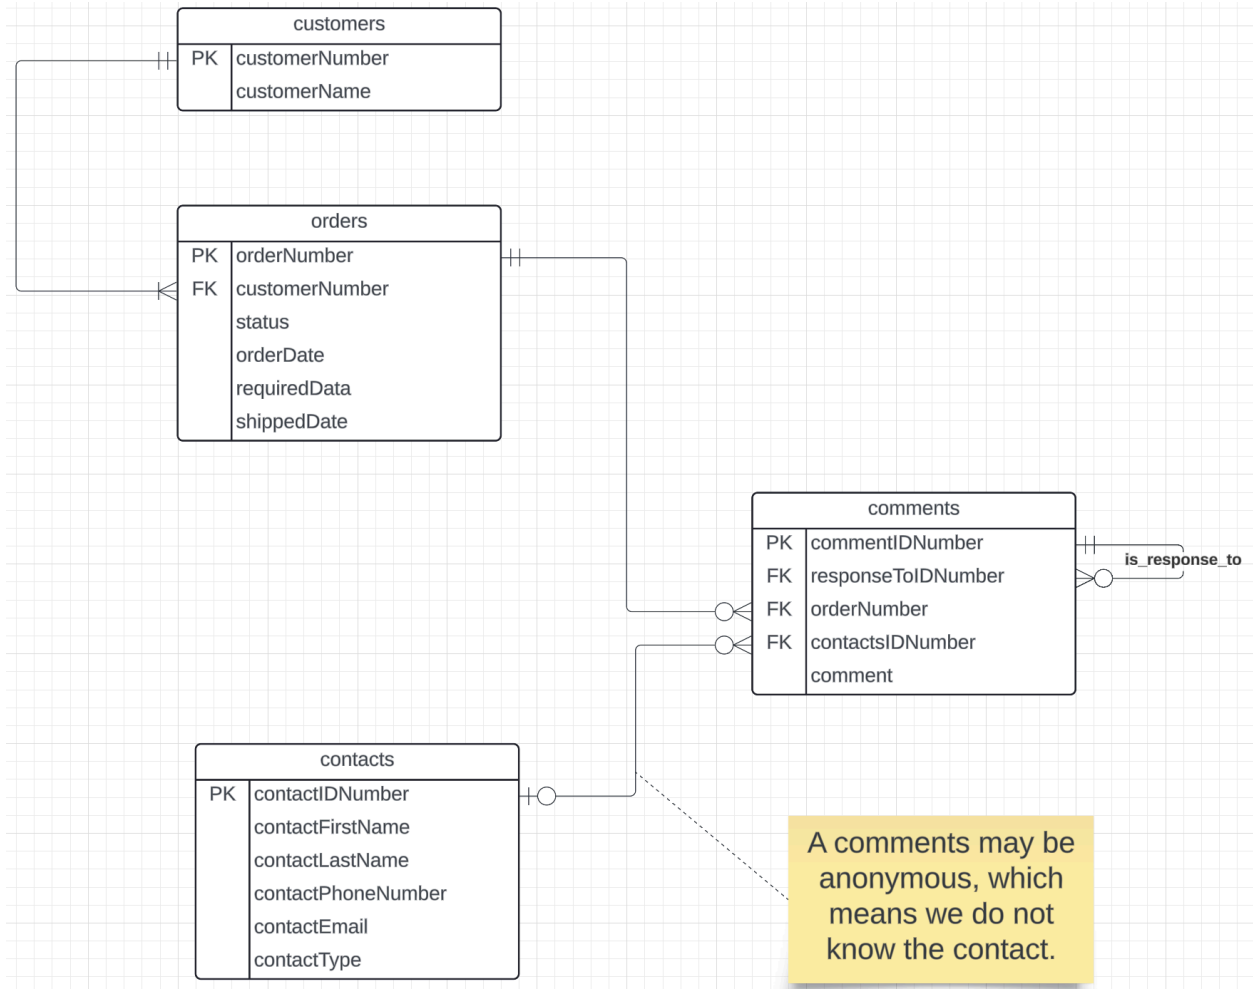 customers
PK customerNumber
customerName
orders
PK orderNumber
FK customerNumber
status
orderDate
requiredData
shippedDate
comments
PK commentIDNumber
FK responseToIDNumber
FK orderNumber
FK contactsIDNumber
comment
is_response_to
contacts
PK contactIDNumber
contactFirstName
contactLastName
contactPhoneNumber
contactEmail
contactType
A comments may be
anonymous, which
means we do not
know the contact.